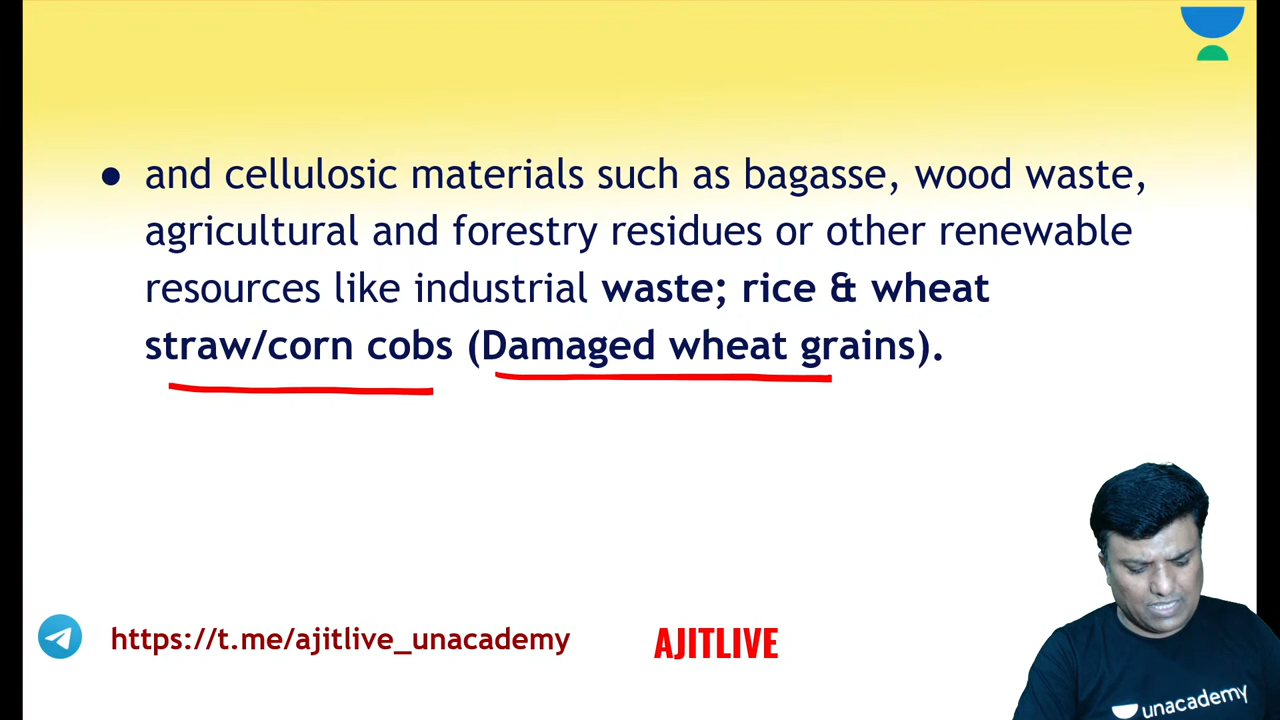 ● and cellulosic materials such as bagasse, wood waste,
agricultural and forestry residues or other renewable
resources like industrial waste; rice & wheat
straw/corn cobs (Damaged wheat grains).
https://t.me/ajitlive_unacademy
AJITLIVE
unacademy